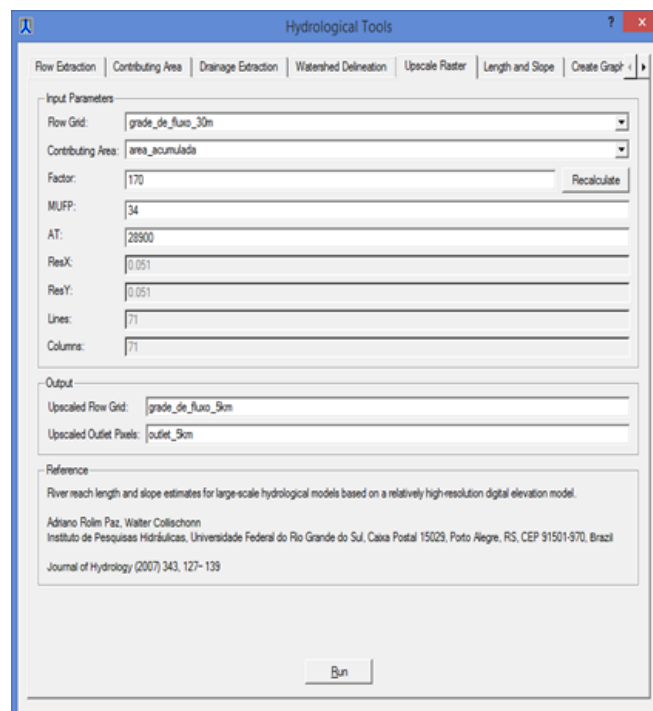 Hydrological Tools
?
x
Flow Extraction
Contributing Area
Drainage Extraction
Watershed Delineation
Upscale Raster
Length and Slope
Create Graph
Input Parameters
Flow Grid: grade_de_fluxo_30m
Contributing Area: area_acumulada
Factor: 170 Recalculate
MUFP: 34
AT: 28900
ResX: 0.051
ResY: 0.051
Lines: 71
Columns: 71
Output
Upscaled Flow Grid: grade_de_fluxo_5km
Upscaled Outlet Pixels: outlet_5km
Reference
River reach length and slope estimates for large-scale hydrological models based on a relatively high-resolution digital elevation model.
Adriano Rolim Paz, Walter Collischonn
Instituto de Pesquisas Hidráulicas, Universidade Federal do Rio Grande do Sul, Caixa Postal 15029, Porto Alegre, RS, CEP 91501-970, Brazil
Journal of Hydrology (2007) 343, 127– 139
Run